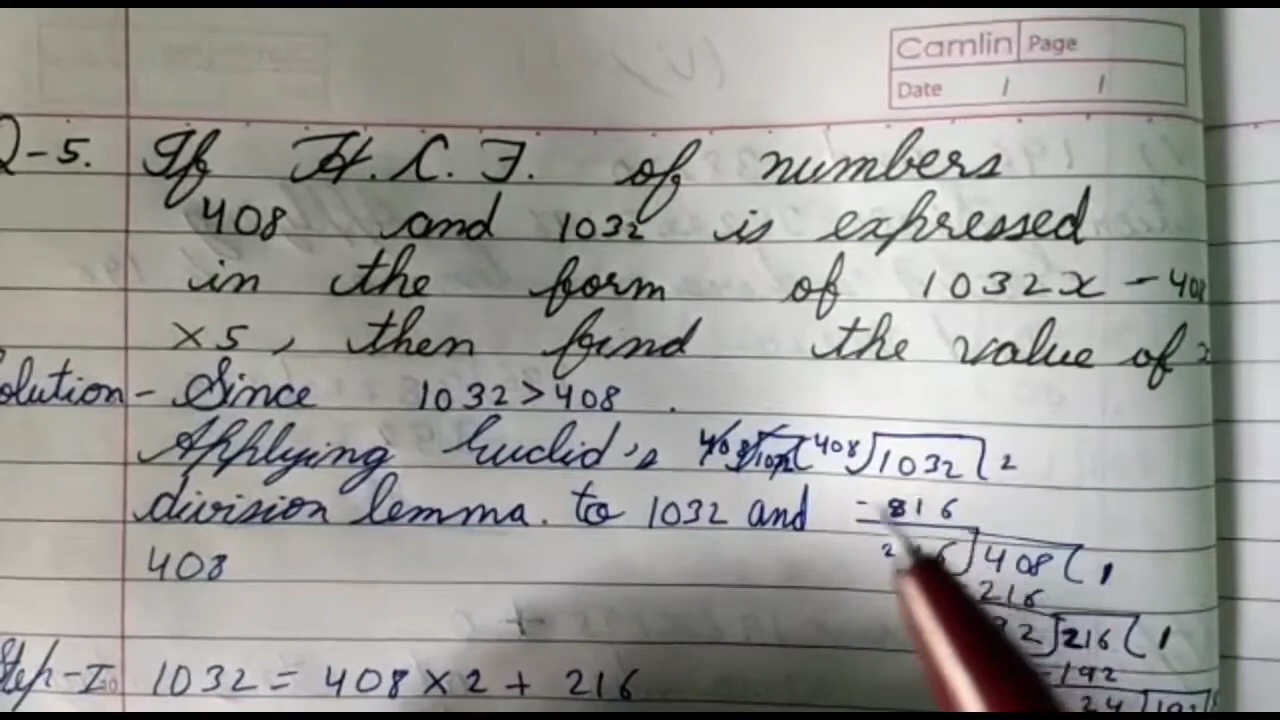 Camlin Page
Date / /
Q-5. If H.C.F. of numbers
408 and 1032 is expressed
in the form of 1032x - 408
×5, then find the value of x
Solution - Since 1032>408.
Applying Euclid's 408)1032(2
division lemma. to 1032 and -816
408 408(1
216
216(1
-192
24
Step-I 1032 = 408 × 2 + 216